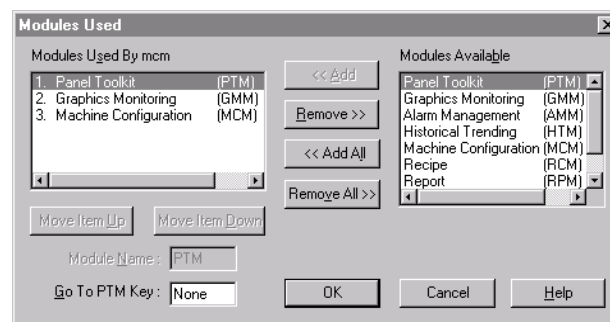 Modules Used
Modules Used By mcm
1. Panel Toolkit (PTM)
2. Graphics Monitoring (GMM)
3. Machine Configuration (MCM)
<< Add
Remove >>
<< Add All
Remove All >>
Modules Available
Panel Toolkit (PTM)
Graphics Monitoring (GMM)
Alarm Management (AMM)
Historical Trending (HTM)
Machine Configuration (MCM)
Recipe (RCM)
Report (RPM)
Move Item Up
Move Item Down
Module Name : PTM
Go To PTM Key : None
OK
Cancel
Help